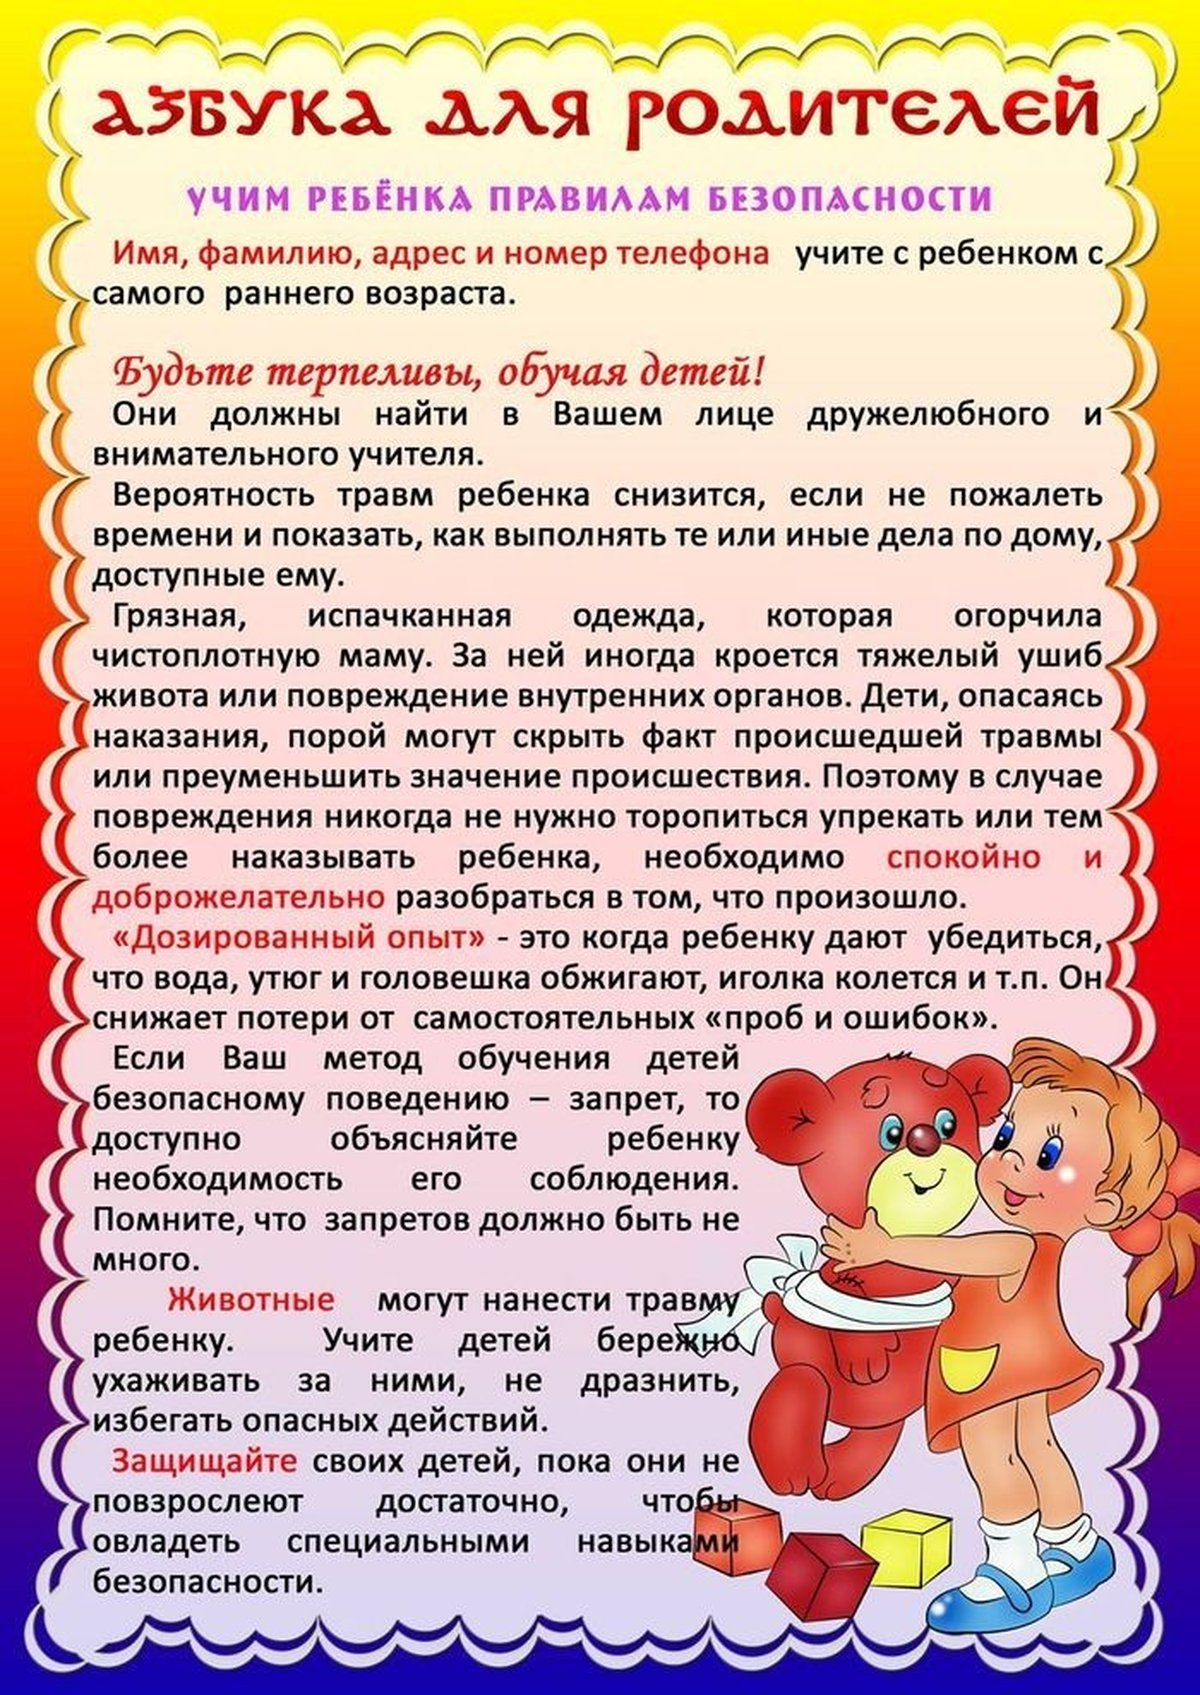 АЗБУКА ДЛЯ РОДИТЕЛЕЙ
УЧИМ РЕБЁНКА ПРАВИЛАМ БЕЗОПАСНОСТИ
Имя, фамилию, адрес и номер телефона учите с ребенком с
самого раннего возраста.
Будьте терпеливы, обучая детей!
Они должны найти в Вашем лице дружелюбного и
внимательного учителя.
Вероятность травм ребенка снизится, если не пожалеть
времени и показать, как выполнять те или иные дела по дому,
доступные ему.
Грязная, испачканная одежда, которая огорчила
чистоплотную маму. За ней иногда кроется тяжелый ушиб
живота или повреждение внутренних органов. Дети, опасаясь
наказания, порой могут скрыть факт происшедшей травмы
или преуменьшить значение происшествия. Поэтому в случае
повреждения никогда не нужно торопиться упрекать или тем
более наказывать ребенка, необходимо спокойно и
доброжелательно разобраться в том, что произошло.
«Дозированный опыт» - это когда ребенку дают убедиться,
что вода, утюг и головешка обжигают, иголка колется и т.п. Он
снижает потери от самостоятельных «проб и ошибок».
Если Ваш метод обучения детей
безопасному поведению – запрет, то
доступно объясняйте ребенку
необходимость его соблюдения.
Помните, что запретов должно быть не
много.
Животные могут нанести травму
ребенку. Учите детей бережно
ухаживать за ними, не дразнить,
избегать опасных действий.
Защищайте своих детей, пока они не
повзрослеют достаточно, чтобы
овладеть специальными навыками
безопасности.